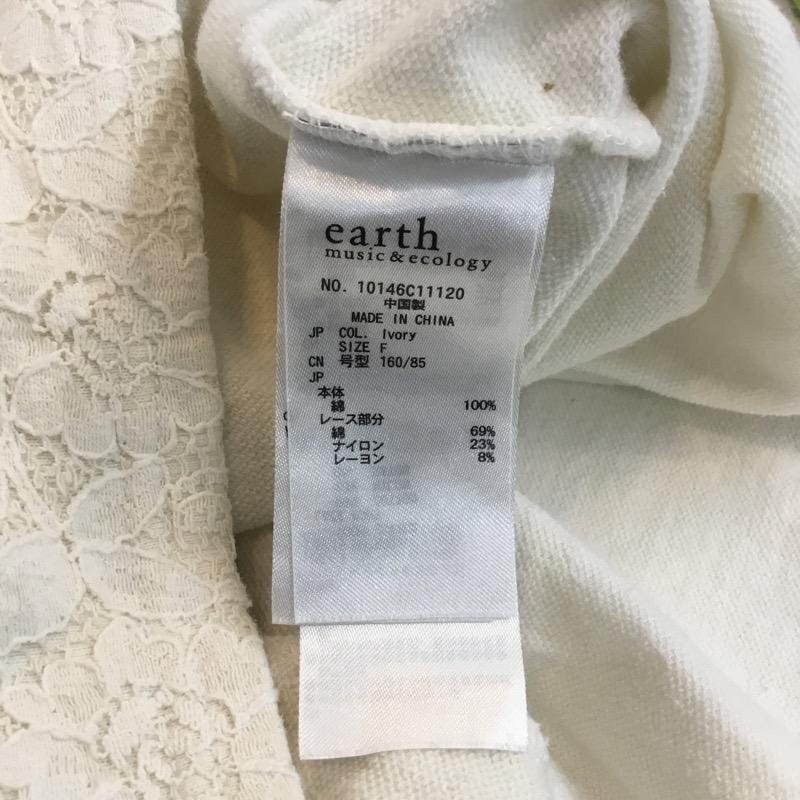 earth
music & ecology
NO. 10146C11120
中国製
MADE IN CHINA
JP COL. Ivory
SIZE F
CN 号型 160/85
JP
本体
綿 100%
レース部分
綿 69%
ナイロン 23%
レーヨン 8%